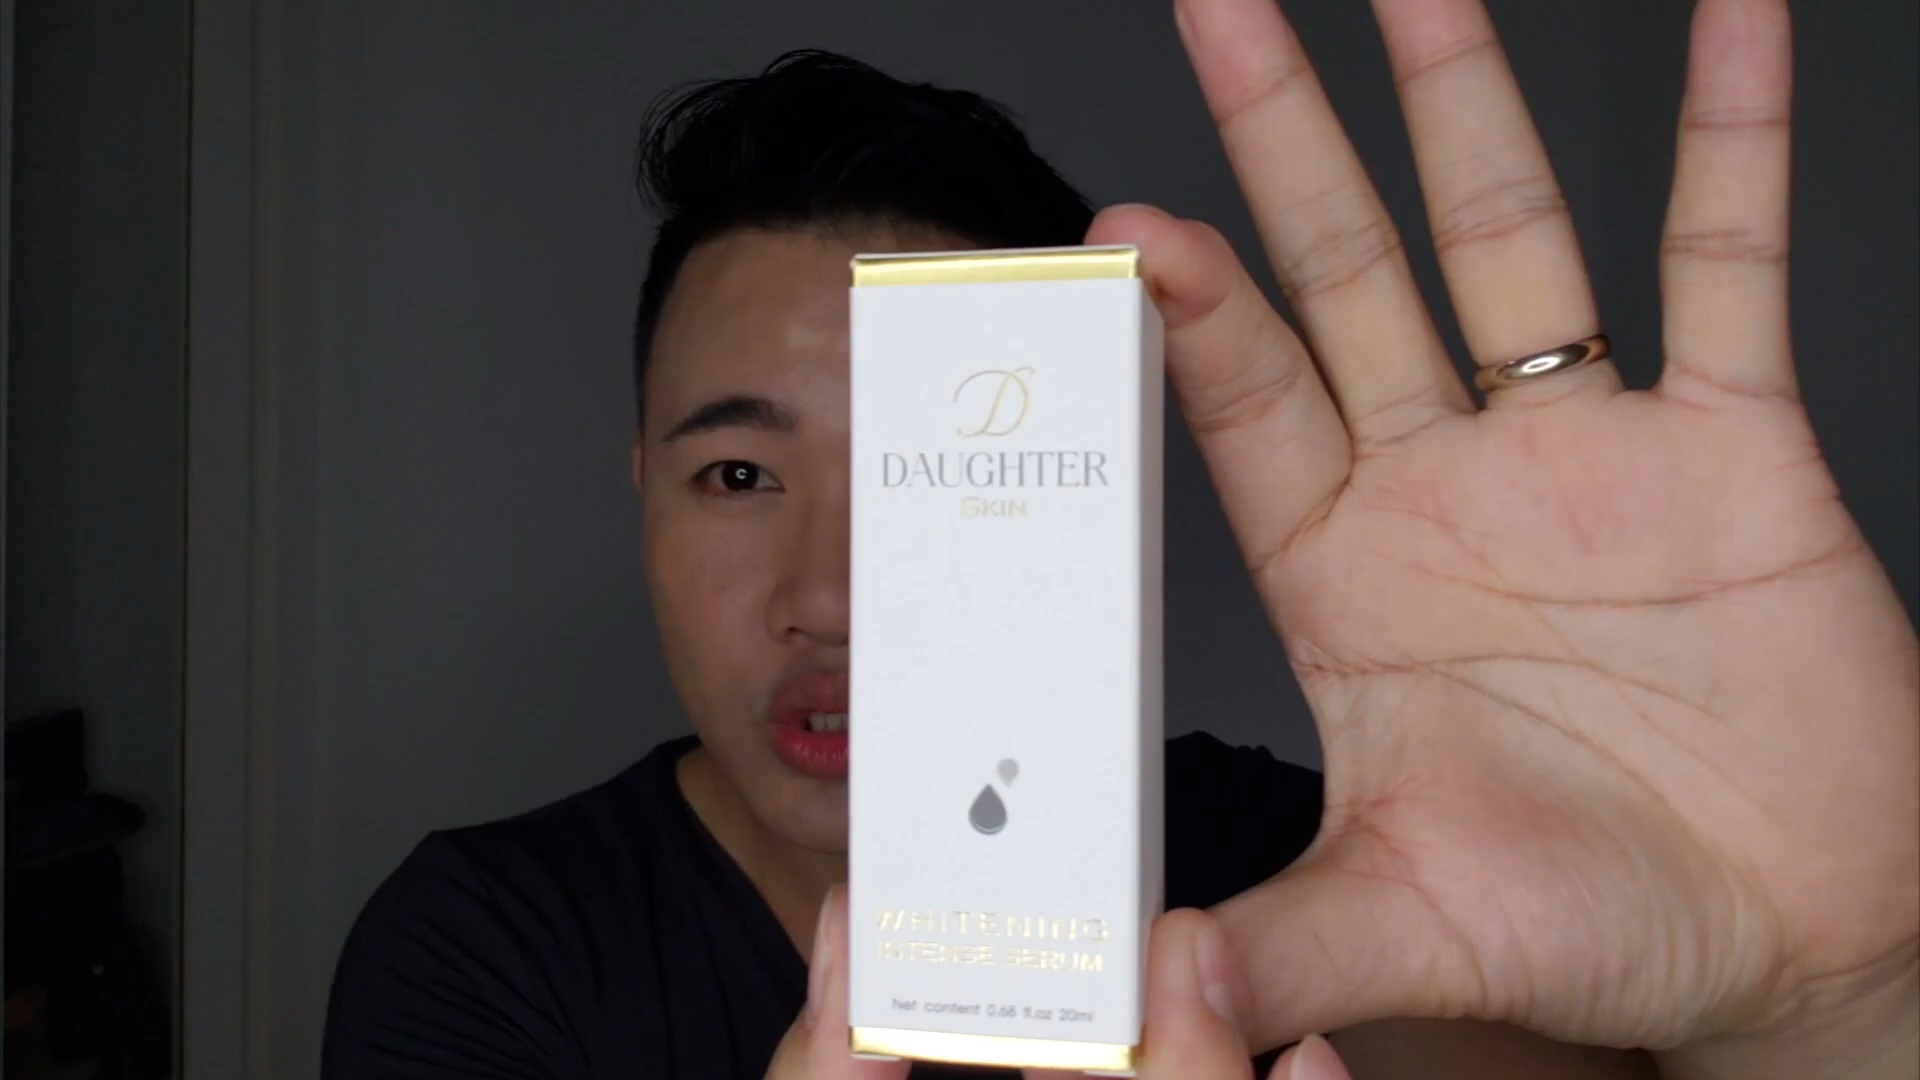 D
DAUGHTER
SKIN
WHITENING
INTENSE SERUM
Net content 0.68 fl.oz 20ml